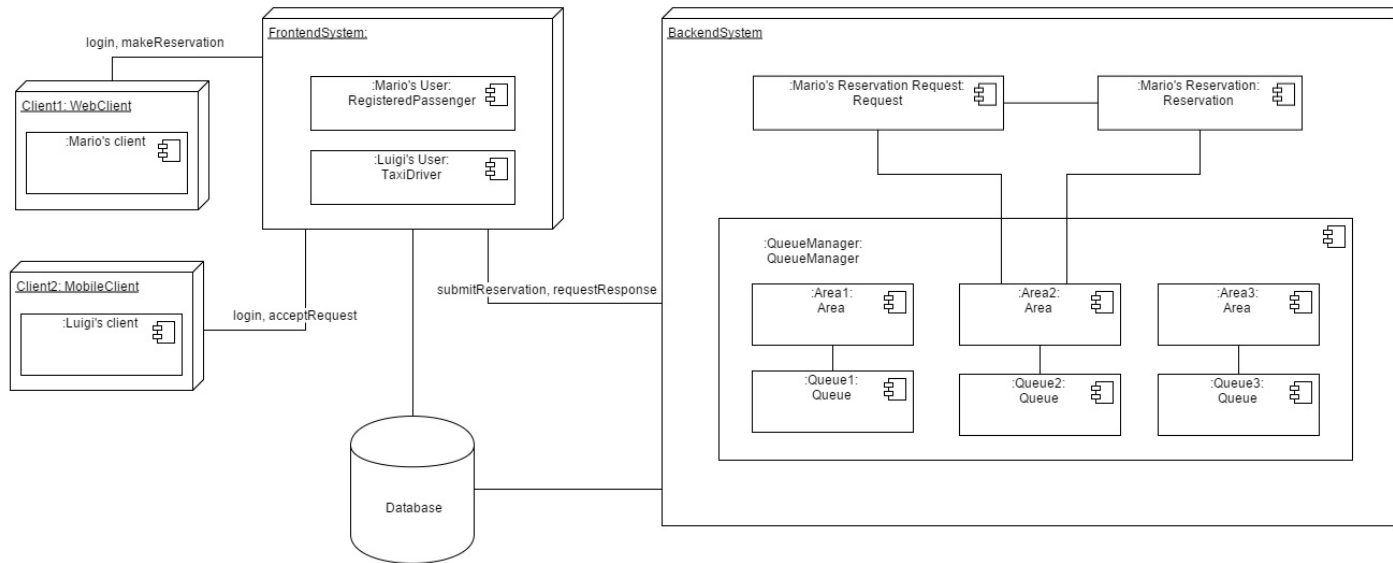 login, makeReservation
Client1: WebClient
:Mario's client
Client2: MobileClient
:Luigi's client
login, acceptRequest
FrontendSystem:
:Mario's User:
RegisteredPassenger
:Luigi's User:
TaxiDriver
submitReservation, requestResponse
Database
BackendSystem
:Mario's Reservation Request:
Request
:Mario's Reservation:
Reservation
:QueueManager:
QueueManager
:Area1:
Area
:Area2:
Area
:Area3:
Area
:Queue1:
Queue
:Queue2:
Queue
:Queue3:
Queue